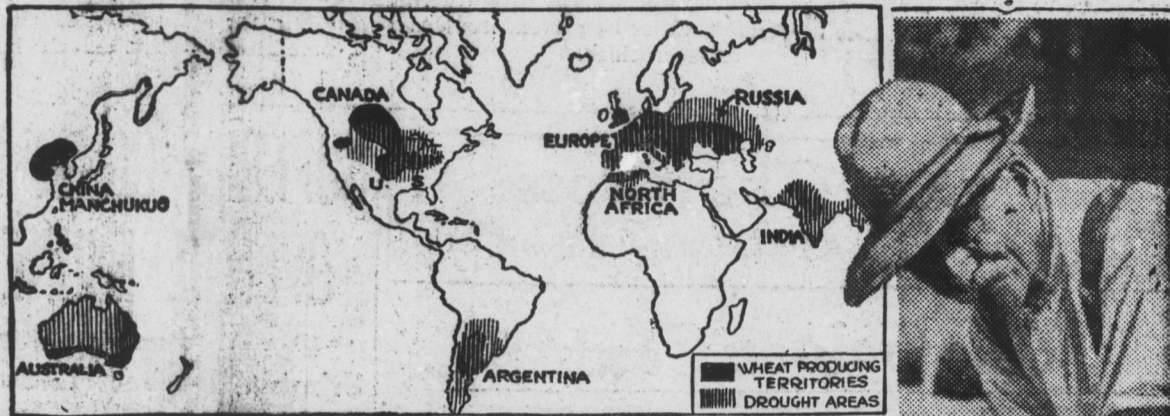 CANADA
RUSSIA
EUROPE
CHINA
MANCHUKUO
U. S.
NORTH
AFRICA
INDIA
AUSTRALIA
ARGENTINA
WHEAT PRODUCING
TERRITORIES
DROUGHT AREAS